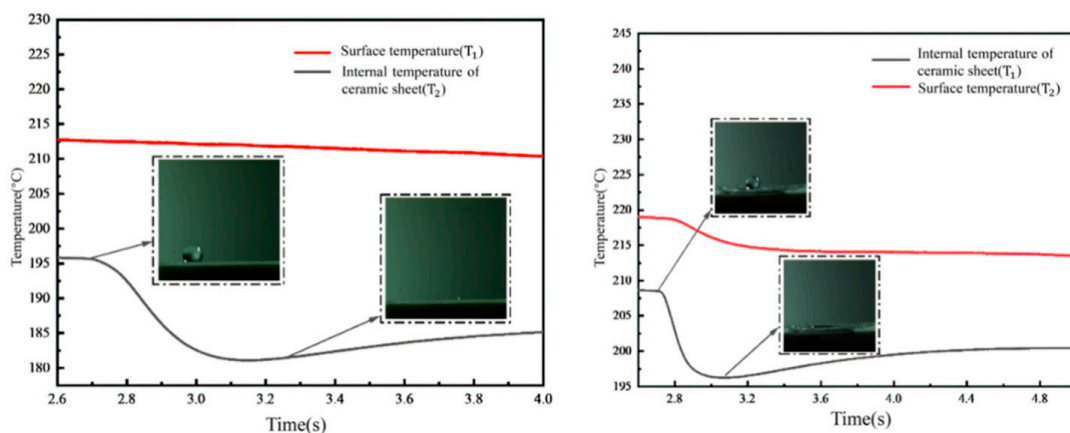 230
225
220
215
210
205
200
195
190
185
180
Temperature(°C)
Surface temperature(T₁)
Internal temperature of
ceramic sheet(T₂)
2.6 2.8 3.0 3.2 3.4 3.6 3.8 4.0
Time(s)
245
240
235
230
225
220
215
210
205
200
195
Temperature(°C)
Internal temperature of
ceramic sheet(T₁)
Surface temperature(T₂)
2.8 3.2 3.6 4.0 4.4 4.8
Time(s)